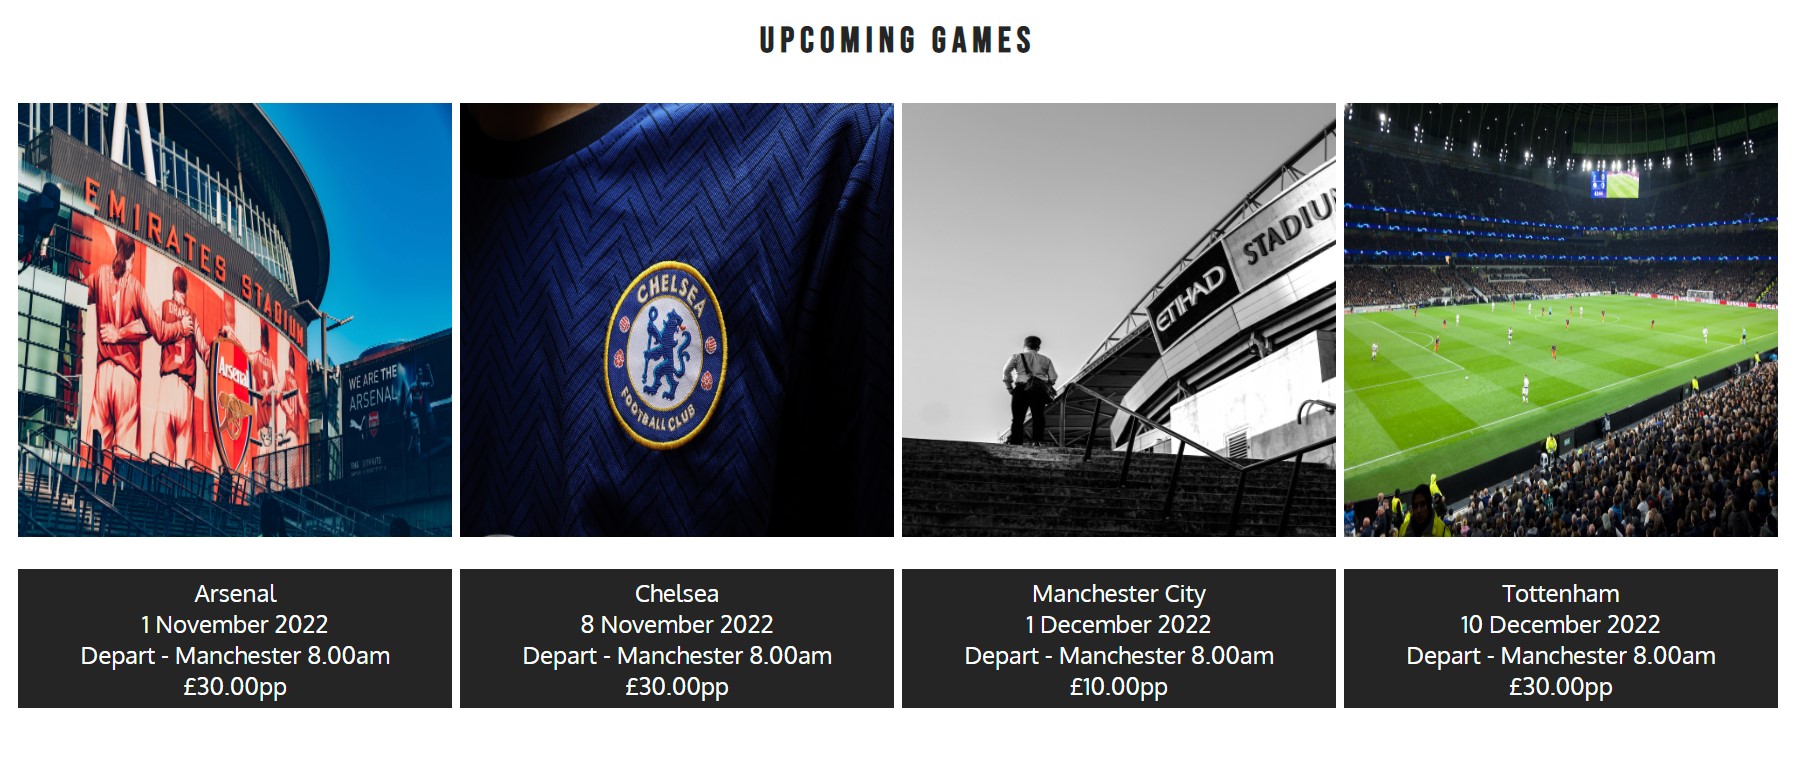 UPCOMING GAMES
EMIRATES STADIUM
Arsenal
WE ARE THE
ARSENAL
CHELSEA
FOOTBALL CLUB
ETIHAD
STADIU
Arsenal
1 November 2022
Depart - Manchester 8.00am
£30.00pp
Chelsea
8 November 2022
Depart - Manchester 8.00am
£30.00pp
Manchester City
1 December 2022
Depart - Manchester 8.00am
£10.00pp
Tottenham
10 December 2022
Depart - Manchester 8.00am
£30.00pp